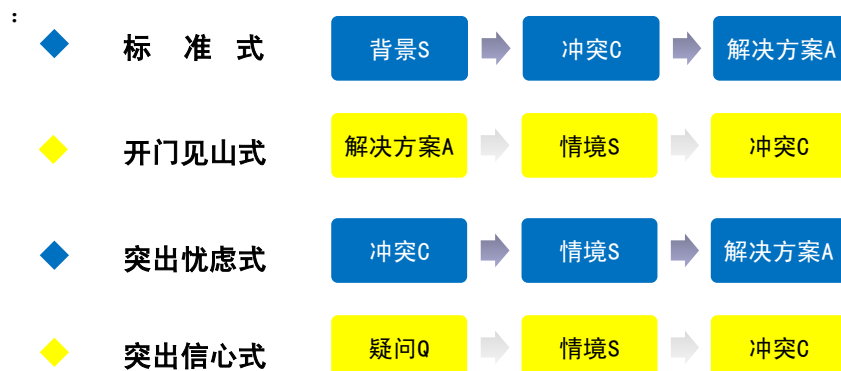 ：
标 准 式 背景S 冲突C 解决方案A
开门见山式 解决方案A 情境S 冲突C
突出忧虑式 冲突C 情境S 解决方案A
突出信心式 疑问Q 情境S 冲突C